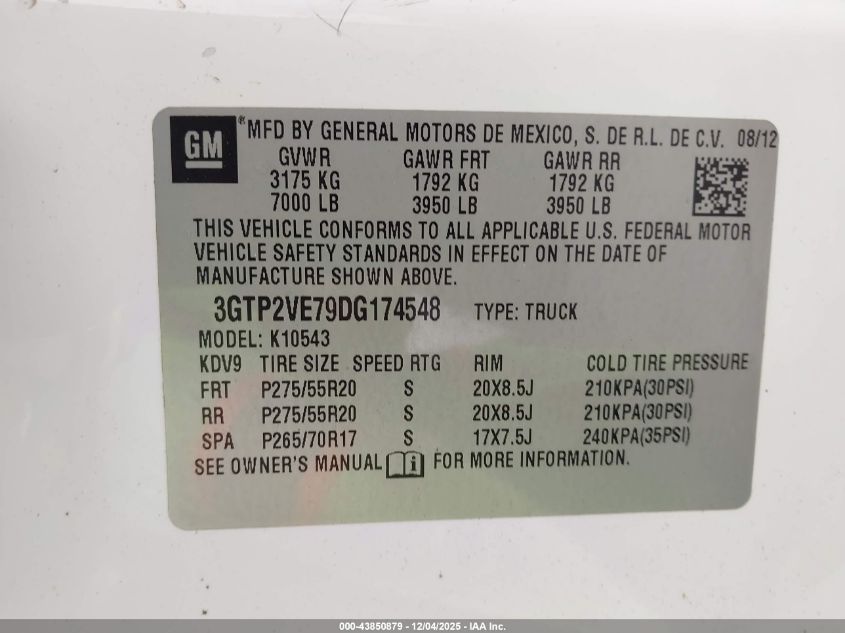 GM ® MFD BY GENERAL MOTORS DE MEXICO, S. DE R.L. DE C.V. 08/12
GVWR GAWR FRT GAWR RR
3175 KG 1792 KG 1792 KG
7000 LB 3950 LB 3950 LB
THIS VEHICLE CONFORMS TO ALL APPLICABLE U.S. FEDERAL MOTOR
VEHICLE SAFETY STANDARDS IN EFFECT ON THE DATE OF
MANUFACTURE SHOWN ABOVE.
3GTP2VE79DG174548 TYPE: TRUCK
MODEL: K10543
KDV9 TIRE SIZE SPEED RTG RIM COLD TIRE PRESSURE
FRT P275/55R20 S 20X8.5J 210KPA(30PSI)
RR P275/55R20 S 20X8.5J 210KPA(30PSI)
SPA P265/70R17 S 17X7.5J 240KPA(35PSI)
SEE OWNER'S MANUAL FOR MORE INFORMATION.
000-43850879 - 12/04/2025 - IAA Inc.